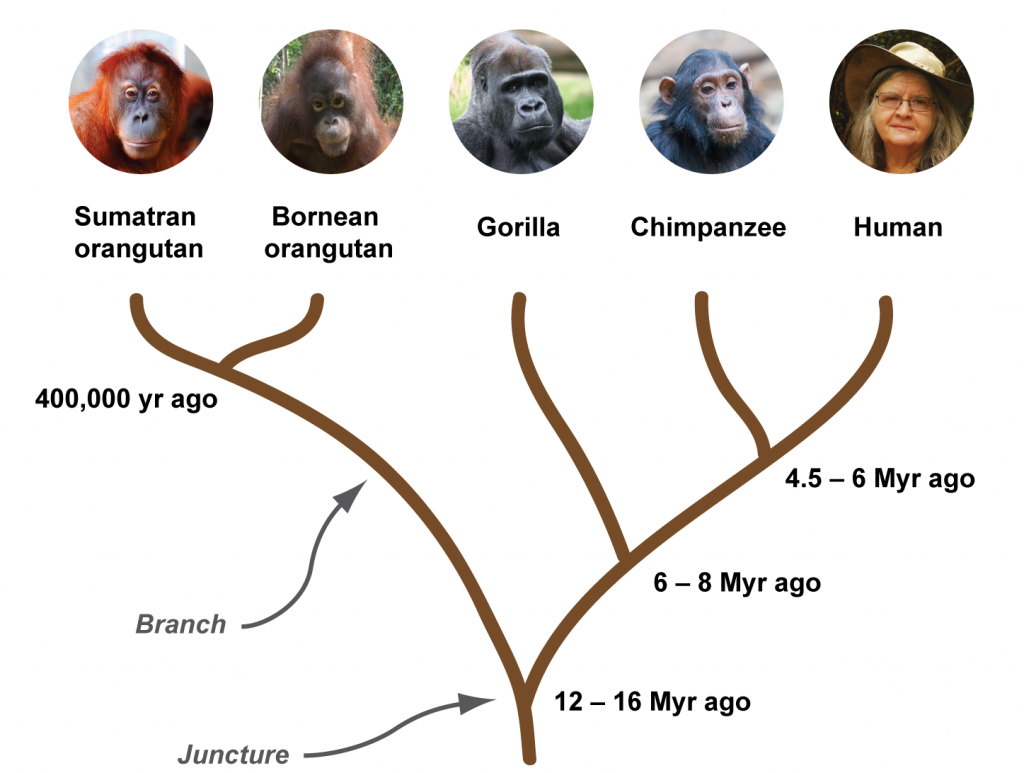 Sumatran
orangutan
Bornean
orangutan
Gorilla
Chimpanzee
Human
400,000 yr ago
4.5 – 6 Myr ago
6 – 8 Myr ago
Branch
12 – 16 Myr ago
Juncture